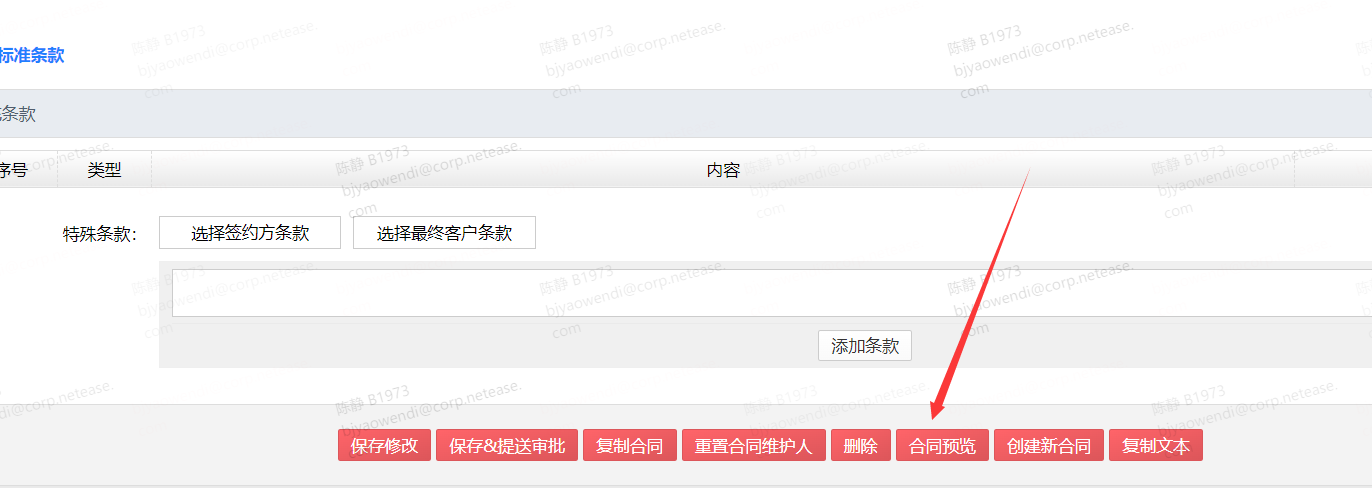 标准条款
条款
序号 类型 内容
特殊条款： 选择签约方条款 选择最终客户条款
添加条款
保存修改 保存&提送审批 复制合同 重置合同维护人 删除 合同预览 创建新合同 复制文本
陈静 B1973
bjyaowendi@corp.netease.
com